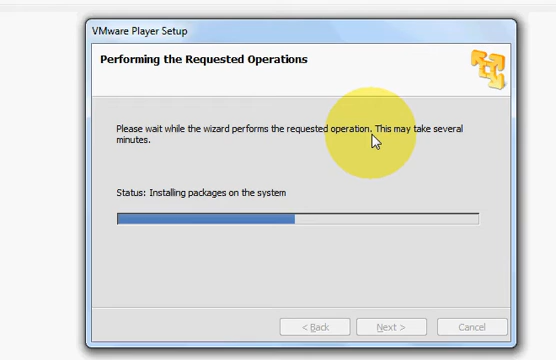 VMware Player Setup
Performing the Requested Operations
Please wait while the wizard performs the requested operation. This may take several
minutes.
Status: Installing packages on the system
< Back Next > Cancel